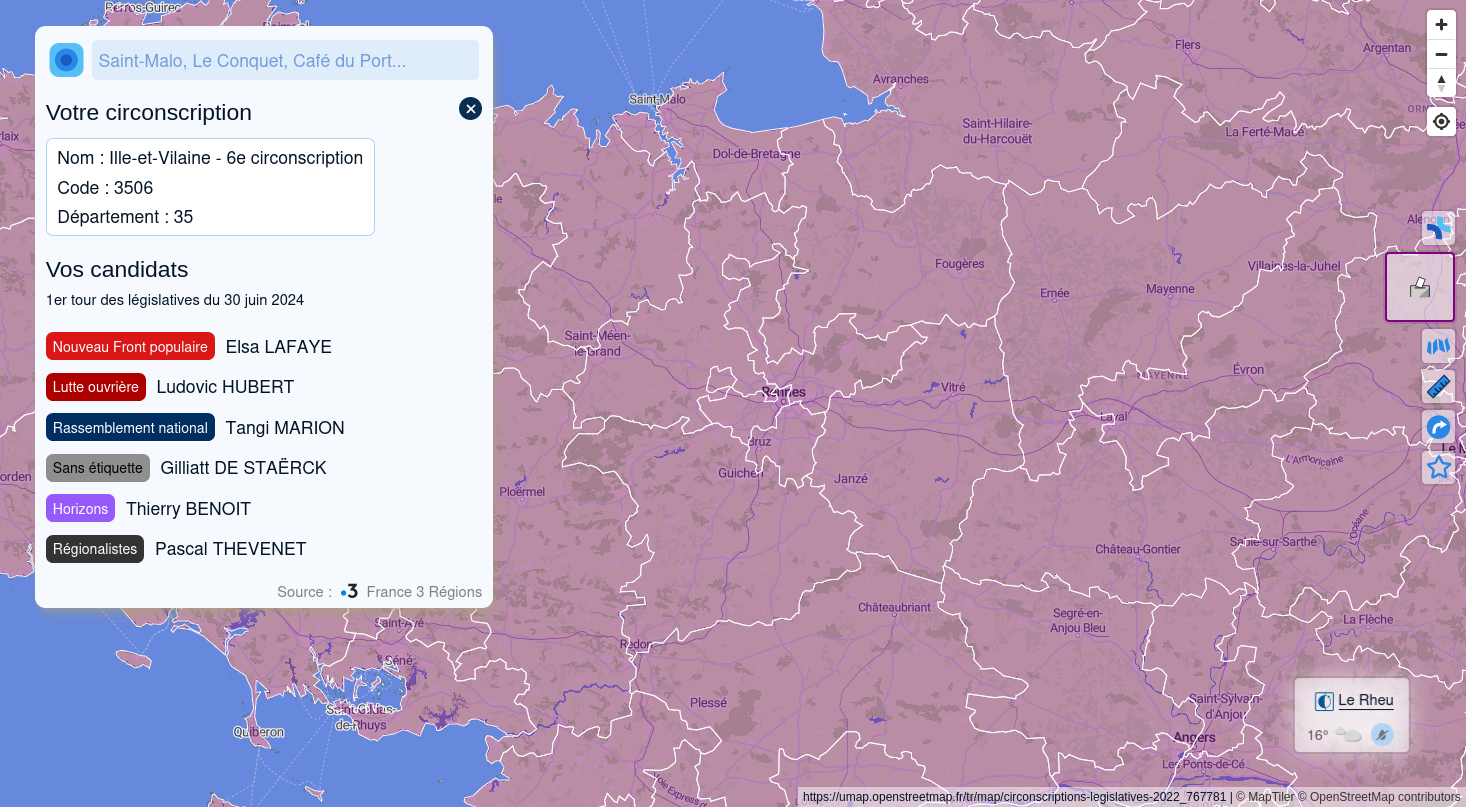 Saint-Malo, Le Conquet, Café du Port...
Votre circonscription
Nom : Ille-et-Vilaine - 6e circonscription
Code : 3506
Département : 35
Vos candidats
1er tour des législatives du 30 juin 2024
Nouveau Front populaire Elsa LAFAYE
Lutte ouvrière Ludovic HUBERT
Rassemblement national Tangi MARION
Sans étiquette Gilliatt DE STAËRCK
Horizons Thierry BENOIT
Régionalistes Pascal THEVENET
Source : 3 France 3 Régions
Perros-Guirec
Flers
Argentan
Avranches
Saint-Malo
Saint-Hilaire-
du-Harcouët
La Ferté-Macé
Dol-de-Bretagne
Alençon
Fougères
Villaines-la-Juhel
Ernée
Mayenne
Saint-Méen-
le-Grand
Évron
MAYENNE
Rennes
Vitré
Laval
Bruz
Guichen
Janzé
L'Armoricaine
Ploërmel
L'Océane
Château-Gontier
Sablé-sur-Sarthe
Châteaubriant
Segré-en-
Anjou Bleu
La Flèche
Saint-Avé
Redon
Séné
Plessé
Saint-Gildas-
de-Rhuys
Quiberon
Saint-Sylvain-
d'Anjou
Angers
Les Ponts-de-Cé
Voie Express
Le Rheu
16°
https://umap.openstreetmap.fr/tr/map/circonscriptions-legislatives-2022_767781 | © MapTiler © OpenStreetMap contributors